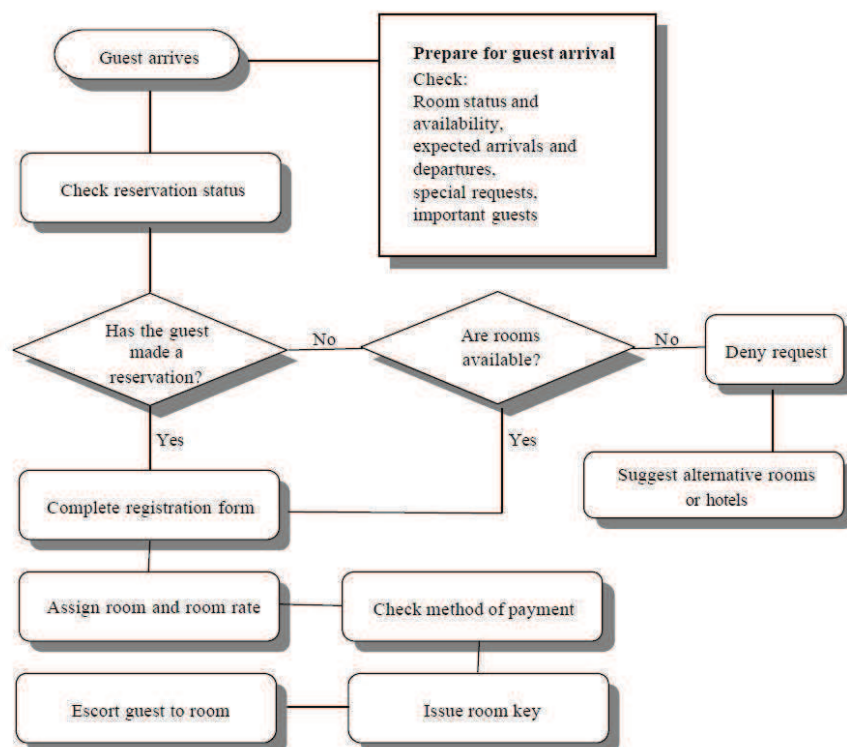 Guest arrives
Prepare for guest arrival
Check:
Room status and
availability,
expected arrivals and
departures,
special requests,
important guests
Check reservation status
Has the guest
made a
reservation?
No
Are rooms
available?
No
Deny request
Yes
Yes
Suggest alternative rooms
or hotels
Complete registration form
Assign room and room rate
Check method of payment
Escort guest to room
Issue room key